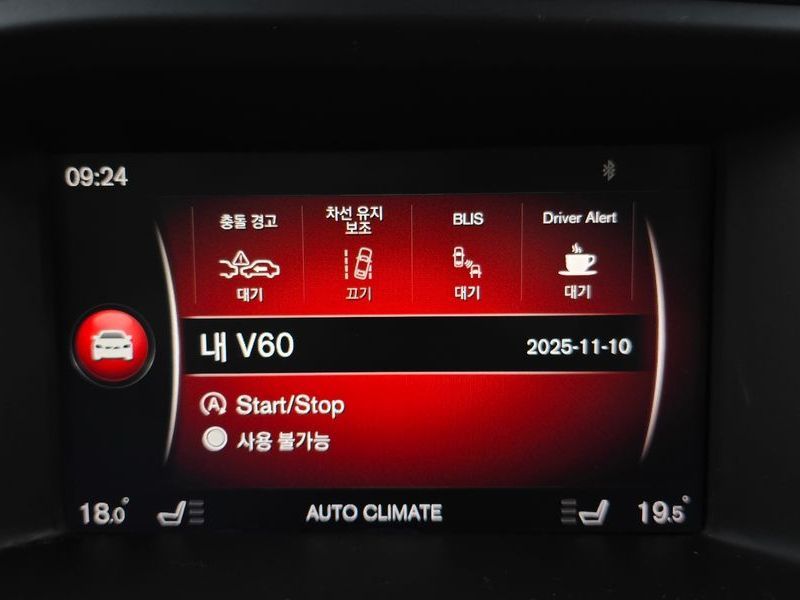 09:24
충돌 경고
차선 유지
보조
BLIS
Driver Alert
대기
끄기
대기
대기
내 V60
2025-11-10
A Start/Stop
사용 불가능
18.0°
AUTO CLIMATE
19.5°